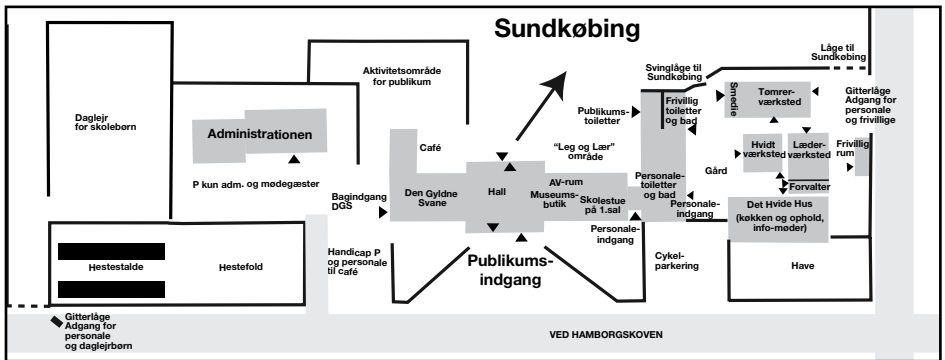 Sundkøbing
Daglejr
for skolebørn
Aktivitetsområde
for publikum
Administrationen
P kun adm. og mødegæster
Café
Bagindgang
DGS
Den Gyldne
Svane
Hall
AV-rum
Museums-
butik
Skolestue
på 1.sal
"Leg og Lær"
område
Publikums-
toiletter
Svinglåge til
Sundkøbing
Frivillig
toiletter
og bad
Personale-
toiletter
og bad
Personale-
indgang
Personale-
indgang
Gård
Smedie
Tømrer-
værksted
Låge til
Sundkøbing
Gitterlåge
Adgang for
personale
og frivillige
Hvidt
værksted
Læder-
værksted
Frivillig
rum
Forvalter
Det Hvide Hus
(køkken og ophold,
info-møder)
Have
Cykel-
parkering
Publikums-
indgang
Handicap P
og personale
til café
Hestestalde
Hestefold
Gitterlåge
Adgang for
personale
og daglejrbørn
VED HAMBORGSKOVEN